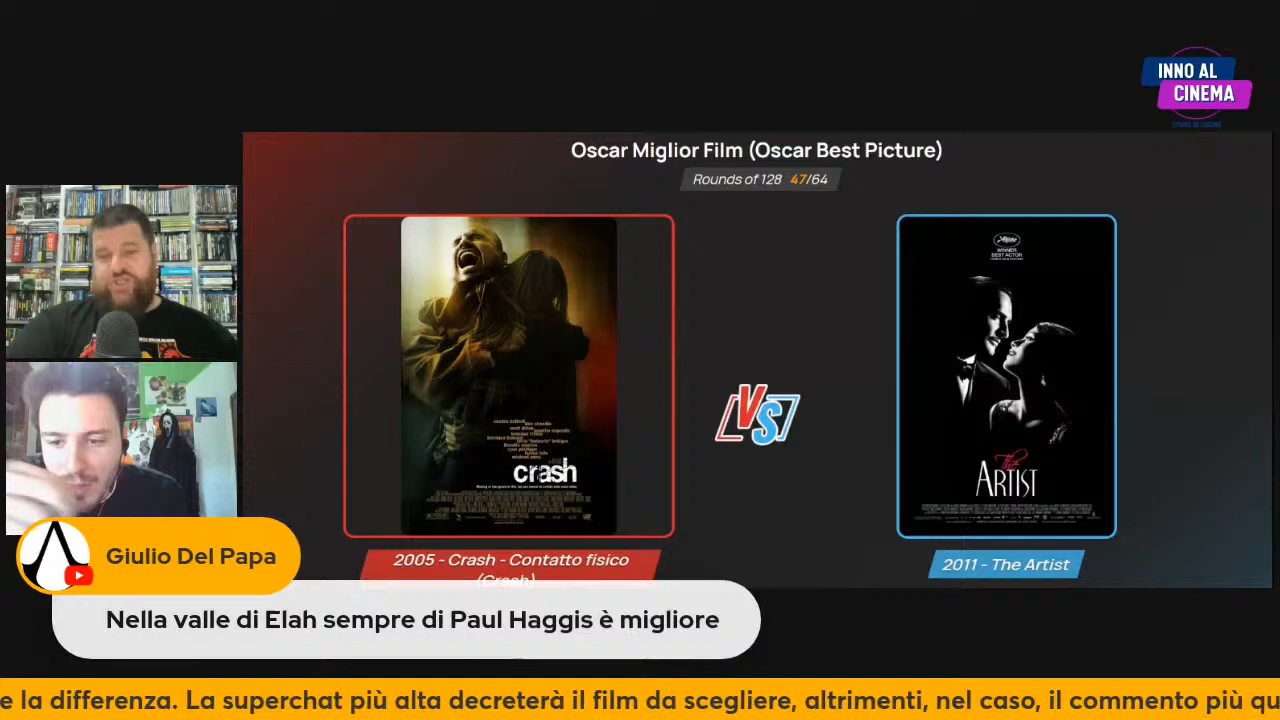 INNO AL
CINEMA
Oscar Miglior Film (Oscar Best Picture)
Rounds of 128 47/64
WINNER
BEST ACTOR
crash
VS
The
ARTIST
2005 - Crash - Contatto fisico
(Crash)
2011 - The Artist
Giulio Del Papa
Nella valle di Elah sempre di Paul Haggis è migliore
e la differenza. La superchat più alta decreterà il film da scegliere, altrimenti, nel caso, il commento più qu